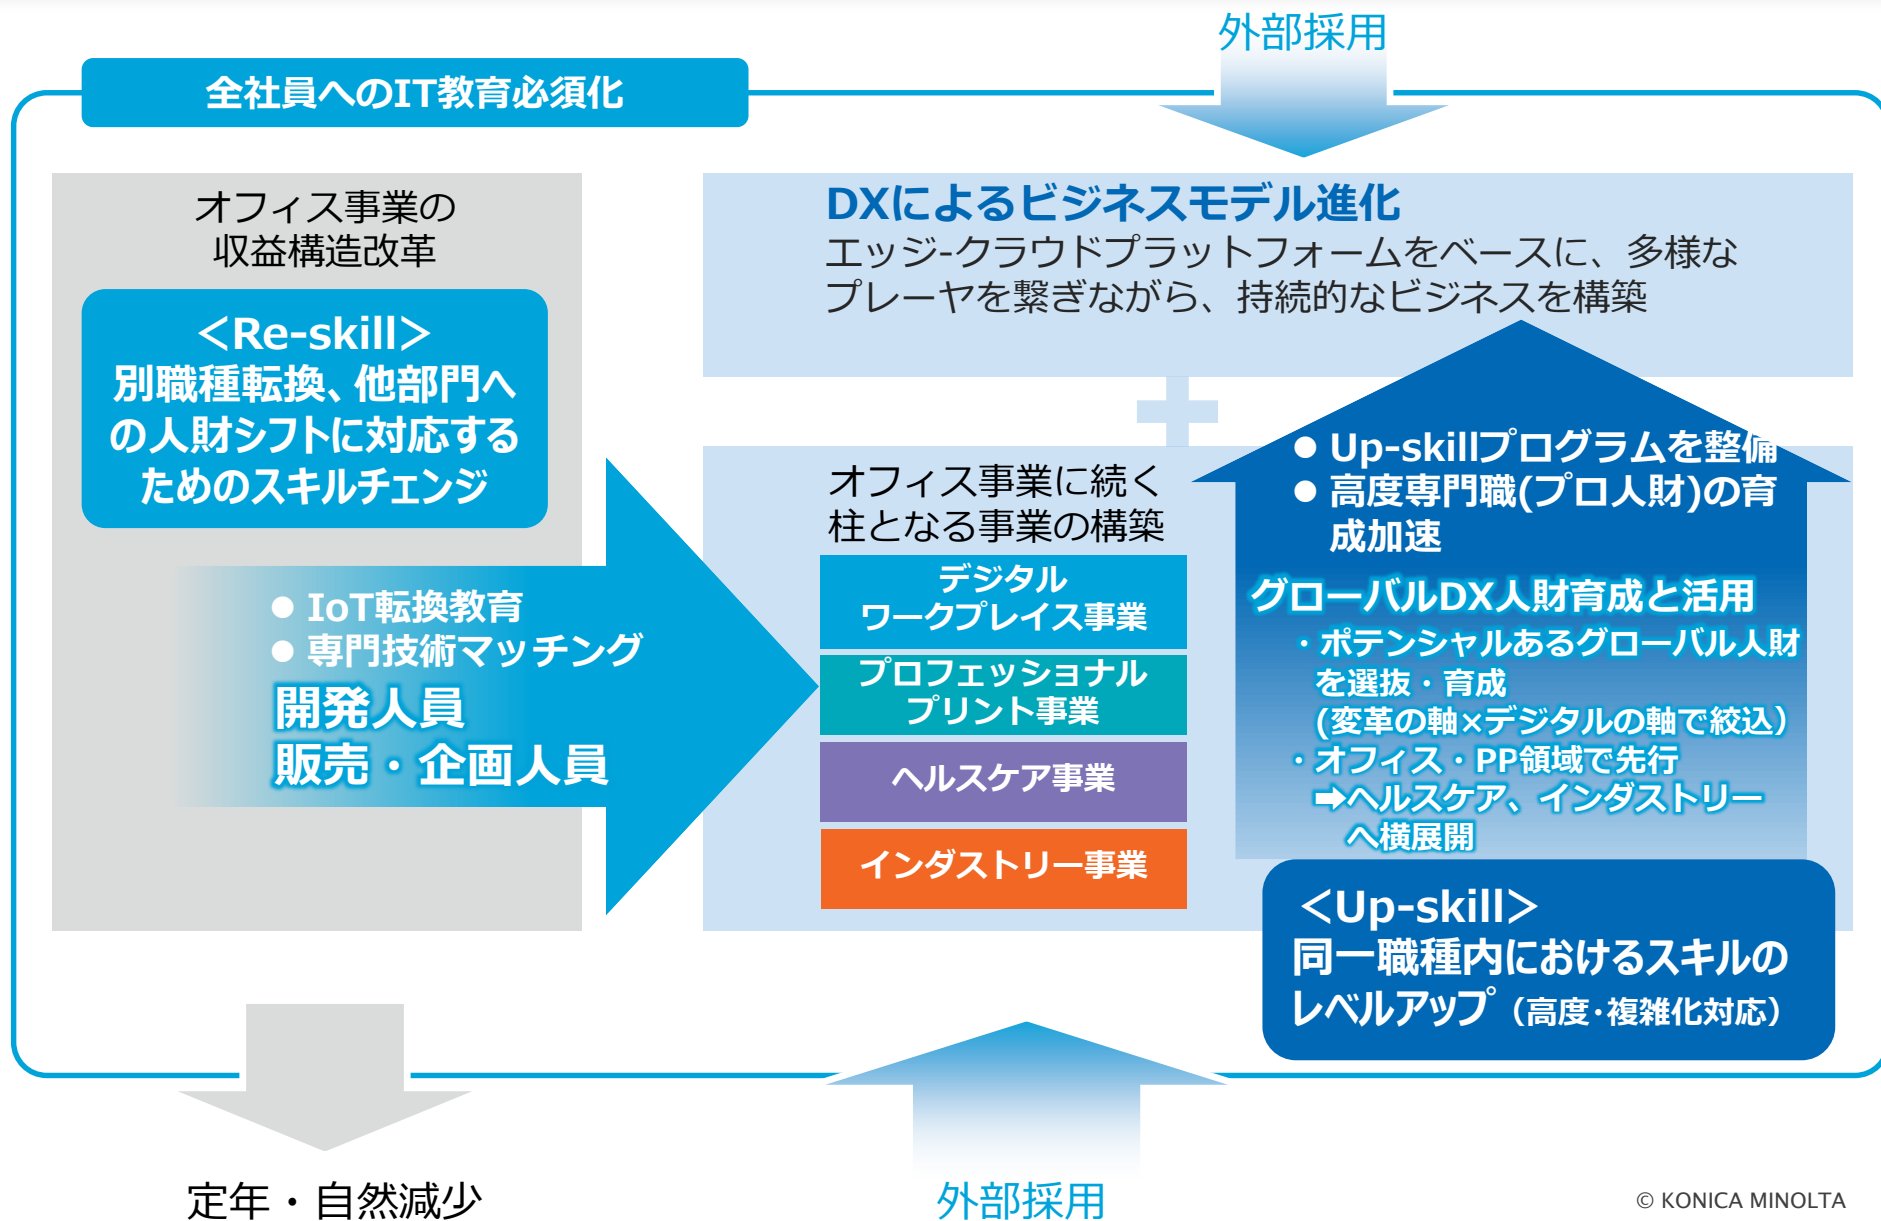 外部採用
全社員へのIT教育必須化
オフィス事業の
収益構造改革
＜Re-skill＞
別職種転換、他部門へ
の人財シフトに対応する
ためのスキルチェンジ
● IoT転換教育
● 専門技術マッチング
開発人員
販売・企画人員
DXによるビジネスモデル進化
エッジ-クラウドプラットフォームをベースに、多様な
プレーヤを繋ぎながら、持続的なビジネスを構築
オフィス事業に続く
柱となる事業の構築
デジタル
ワークプレイス事業
プロフェッショナル
プリント事業
ヘルスケア事業
インダストリー事業
● Up-skillプログラムを整備
● 高度専門職(プロ人財)の育
成加速
グローバルDX人財育成と活用
・ポテンシャルあるグローバル人財
を選抜・育成
(変革の軸×デジタルの軸で絞込）
・オフィス・PP領域で先行
➡ヘルスケア、インダストリー
へ横展開
＜Up-skill＞
同一職種内におけるスキルの
レベルアップ（高度・複雑化対応）
定年・自然減少
外部採用
© KONICA MINOLTA